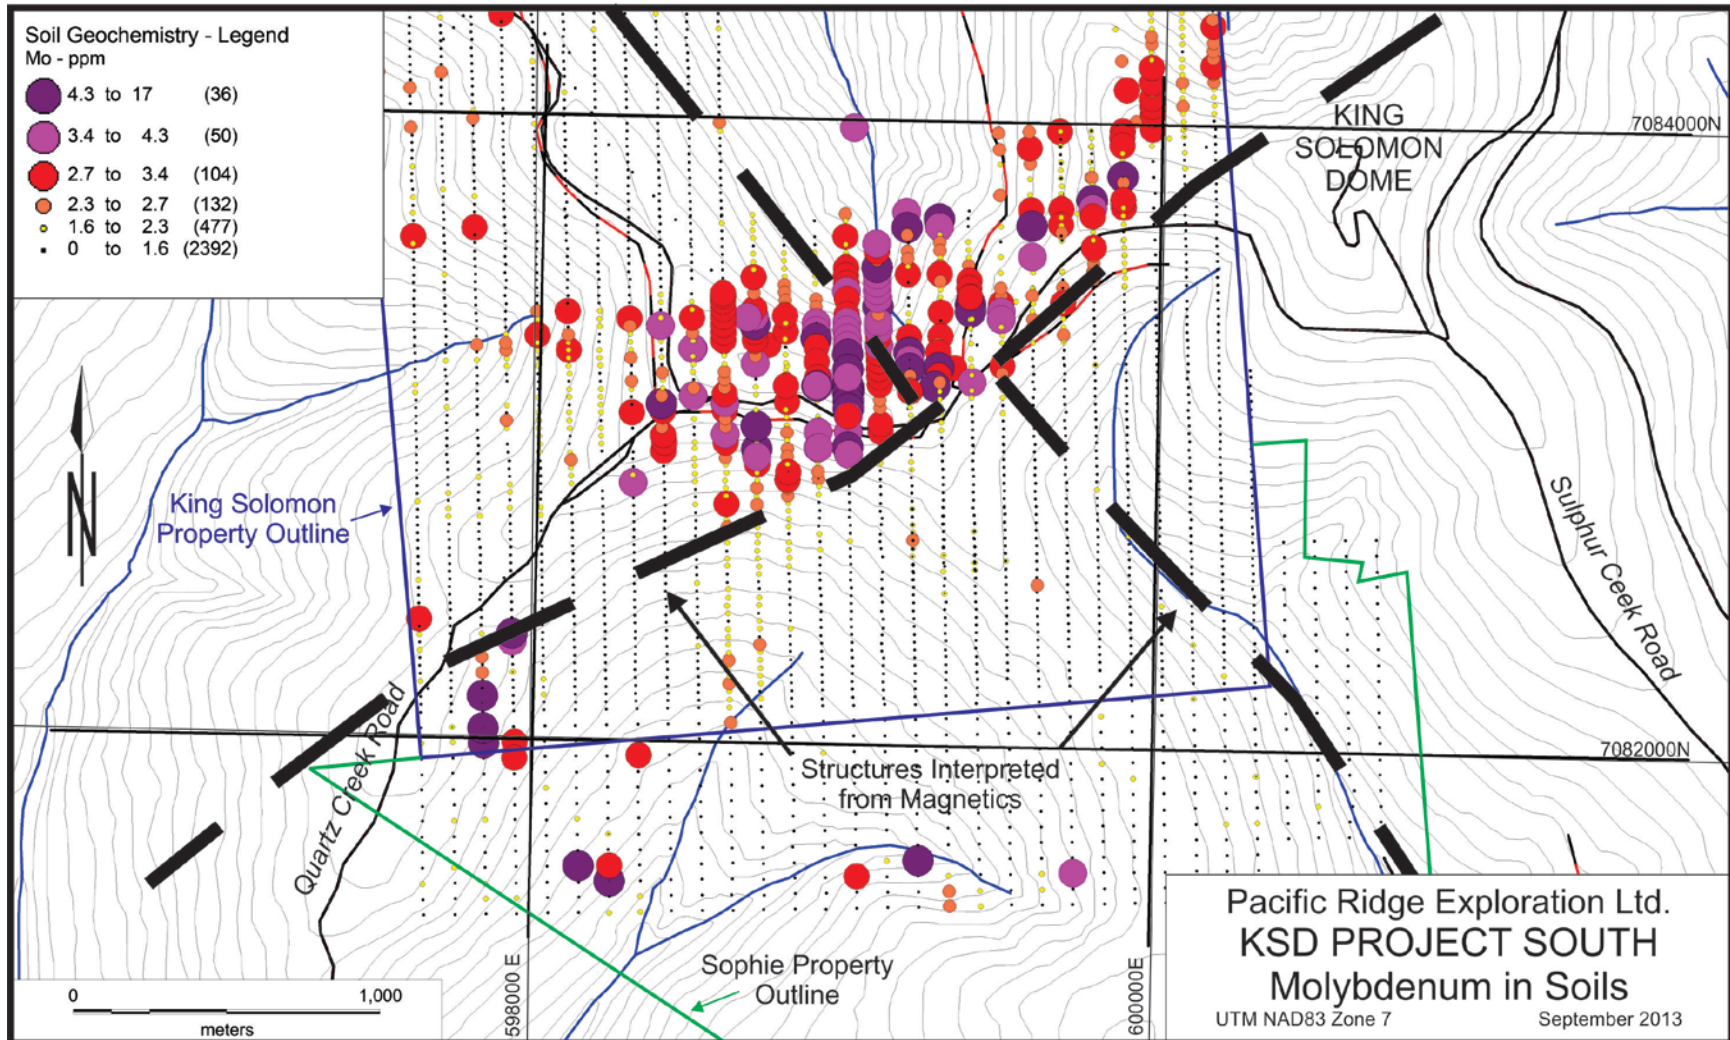 Soil Geochemistry - Legend
Mo - ppm
4.3 to 17 (36)
3.4 to 4.3 (50)
2.7 to 3.4 (104)
2.3 to 2.7 (132)
1.6 to 2.3 (477)
0 to 1.6 (2392)
KING
SOLOMON
DOME
7084000N
N
King Solomon
Property Outline
Sulphur Ceek Road
Quartz Creek Road
7082000N
Structures Interpreted
from Magnetics
Sophie Property
Outline
598000 E
600000E
0 1,000
meters
Pacific Ridge Exploration Ltd.
KSD PROJECT SOUTH
Molybdenum in Soils
UTM NAD83 Zone 7 September 2013